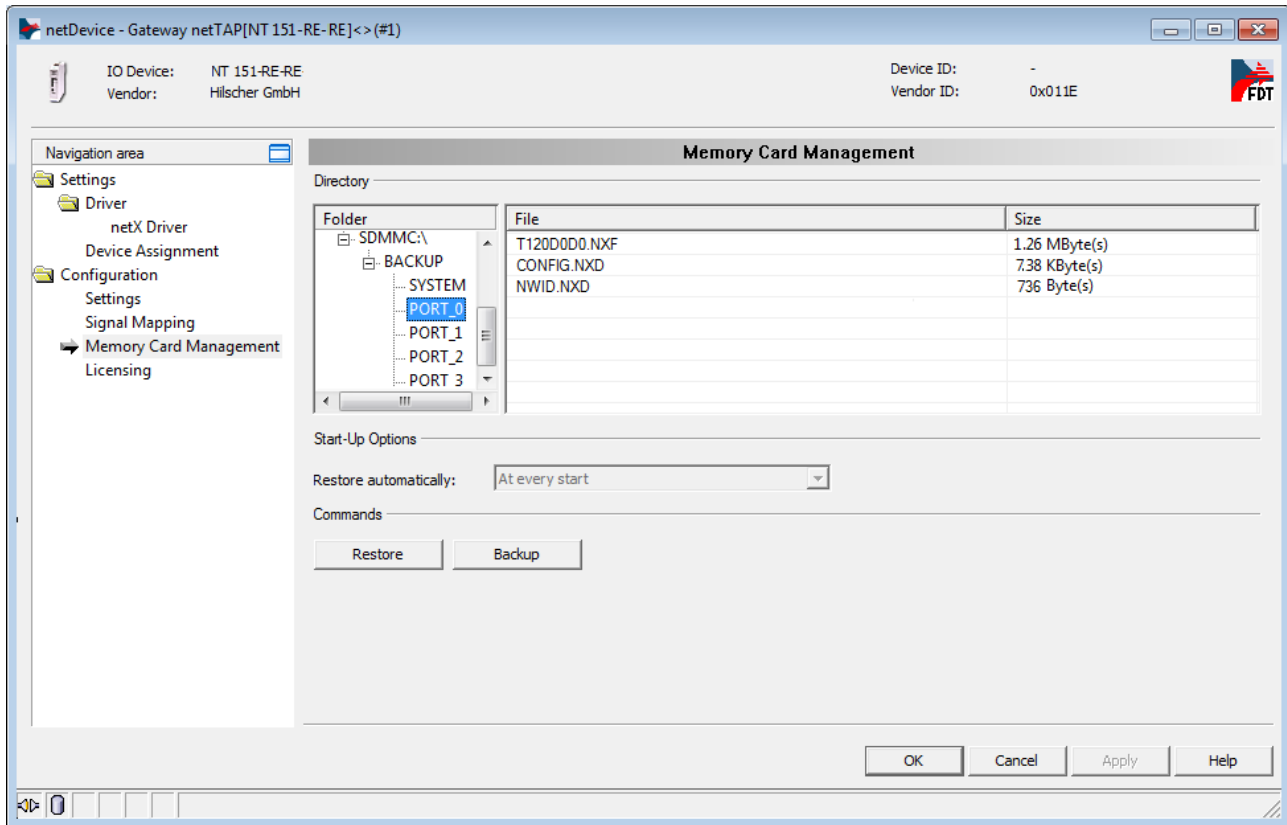 netDevice - Gateway netTAP[NT 151-RE-RE]<>(#1)
IO Device: NT 151-RE-RE Device ID: -
Vendor: Hilscher GmbH Vendor ID: 0x011E
FDT
Navigation area
Settings
Driver
netX Driver
Device Assignment
Configuration
Settings
Signal Mapping
Memory Card Management
Licensing
Memory Card Management
Directory
Folder
SDMMC:\
BACKUP
SYSTEM
PORT_0
PORT_1
PORT_2
PORT 3
File Size
T120D0D0.NXF 1.26 MByte(s)
CONFIG.NXD 7.38 KByte(s)
NWID.NXD 736 Byte(s)
Start-Up Options
Restore automatically: At every start
Commands
Restore Backup
OK Cancel Apply Help